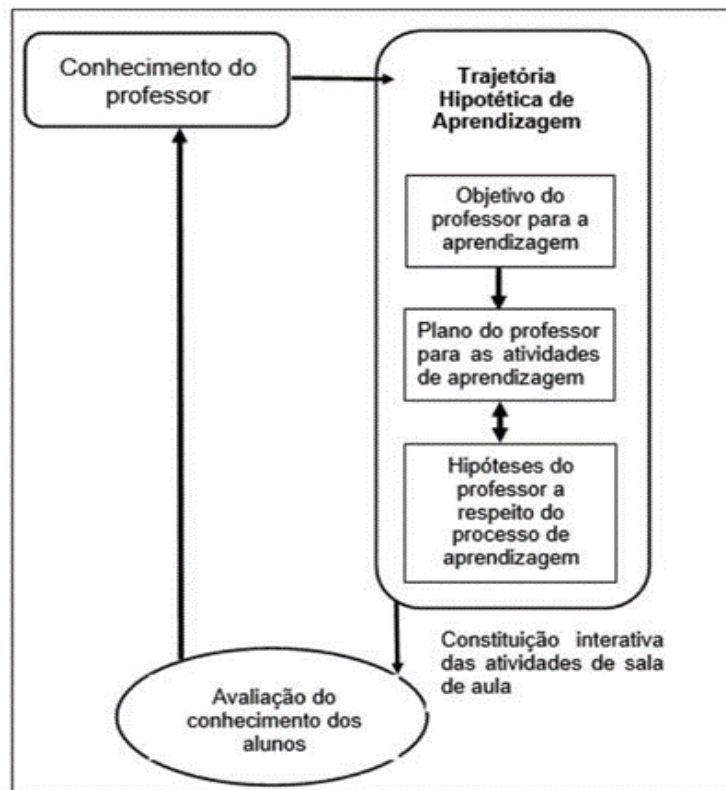 Conhecimento do
professor
Trajetória
Hipotética de
Aprendizagem
Objetivo do
professor para a
aprendizagem
Plano do professor
para as atividades
de aprendizagem
Hipóteses do
professor a
respeito do
processo de
aprendizagem
Constituição interativa
das atividades de sala
de aula
Avaliação do
conhecimento dos
alunos